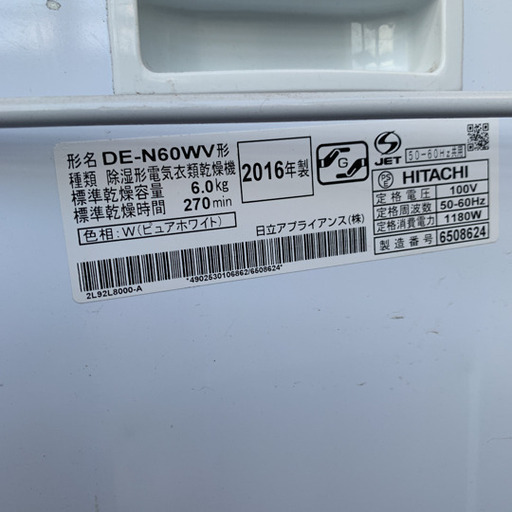 形名 DE-N60WV形
種類 除湿形電気衣類乾燥機
標準乾燥容量 6.0kg
標準乾燥時間 270min
色相：W（ピュアホワイト）
2016年製
G
S
JET
50-60Hz共用
PS
E
HITACHI
定格電圧 100V
定格周波数 50-60Hz
定格消費電力 1180W
製造番号 6508624
日立アプライアンス（株）
*4902530106862/6508624*
2L92L8000-A